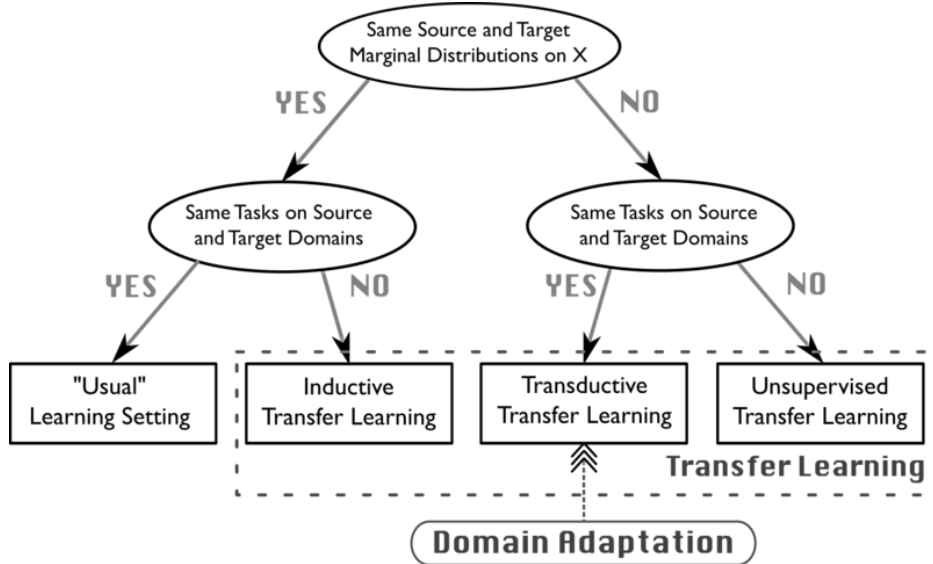 Same Source and Target
Marginal Distributions on X
YES
NO
Same Tasks on Source
and Target Domains
Same Tasks on Source
and Target Domains
YES
NO
YES
NO
"Usual"
Learning Setting
Inductive
Transfer Learning
Transductive
Transfer Learning
Unsupervised
Transfer Learning
Transfer Learning
Domain Adaptation